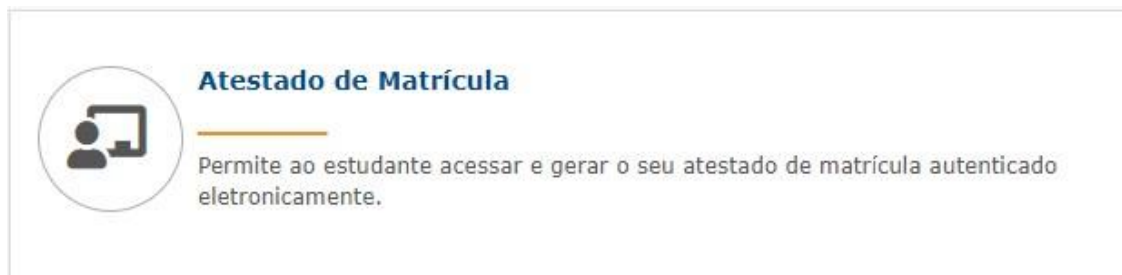 Atestado de Matrícula
Permite ao estudante acessar e gerar o seu atestado de matrícula autenticado
eletronicamente.